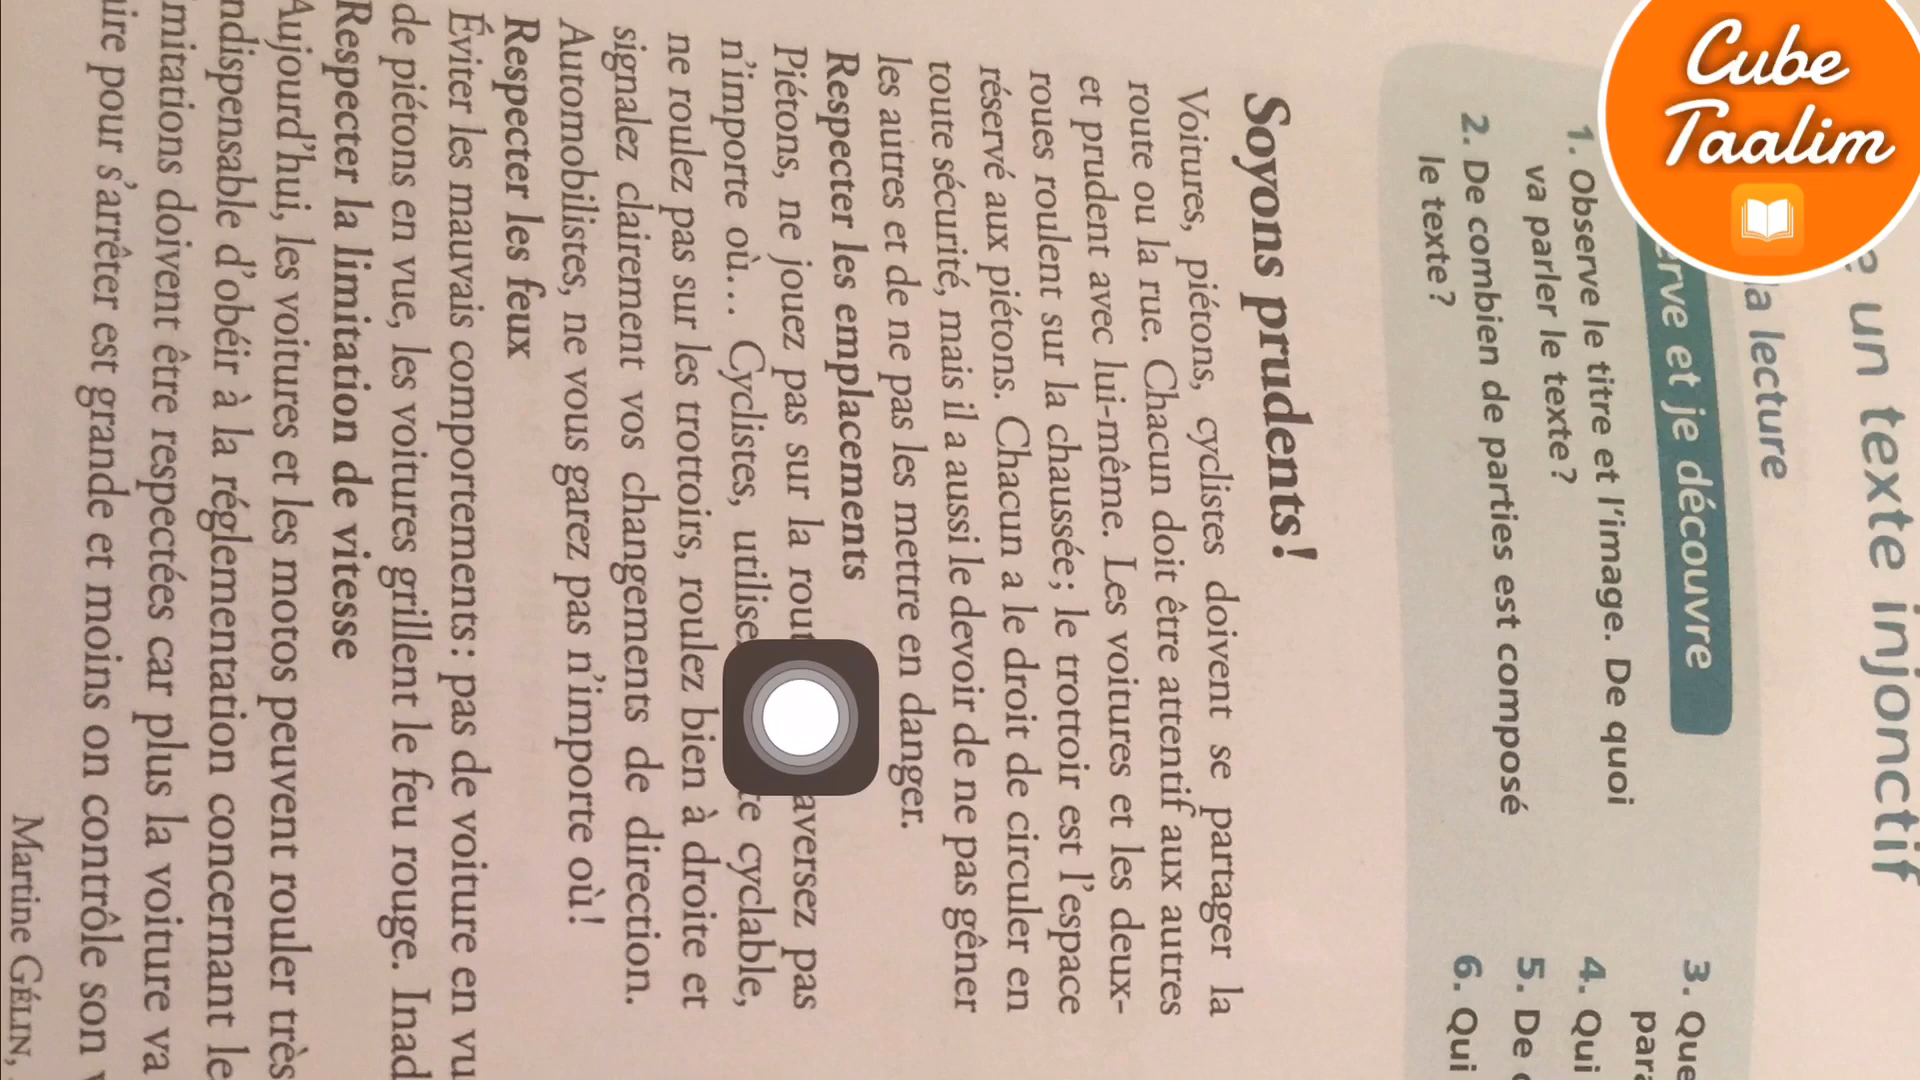 Cube
Taalim
un texte injonctif
la lecture
erve et je découvre
1. Observe le titre et l'image. De quoi
va parler le texte?
2. De combien de parties est composé
le texte?
3. Que
para
4. Qui
5. De
6. Qui
Soyons prudents!
Voitures, piétons, cyclistes doivent se partager la
route ou la rue. Chacun doit être attentif aux autres
et prudent avec lui-même. Les voitures et les deux-
roues roulent sur la chaussée; le trottoir est l'espace
réservé aux piétons. Chacun a le droit de circuler en
toute sécurité, mais il a aussi le devoir de ne pas gêner
les autres et de ne pas les mettre en danger.
Respecter les emplacements
Piétons, ne jouez pas sur la rout aversez pas
n'importe où... Cyclistes, utilise te cyclable,
ne roulez pas sur les trottoirs, roulez bien à droite et
signalez clairement vos changements de direction.
Automobilistes, ne vous garez pas n'importe où!
Respecter les feux
Éviter les mauvais comportements: pas de voiture en vu
de piétons en vue, les voitures grillent le feu rouge. Inad
Respecter la limitation de vitesse
Aujourd'hui, les voitures et les motos peuvent rouler très
ndispensable d'obéir à la réglementation concernant le
mitations doivent être respectées car plus la voiture va
ire pour s'arrêter est grande et moins on contrôle son v
Martine GÉLIN,